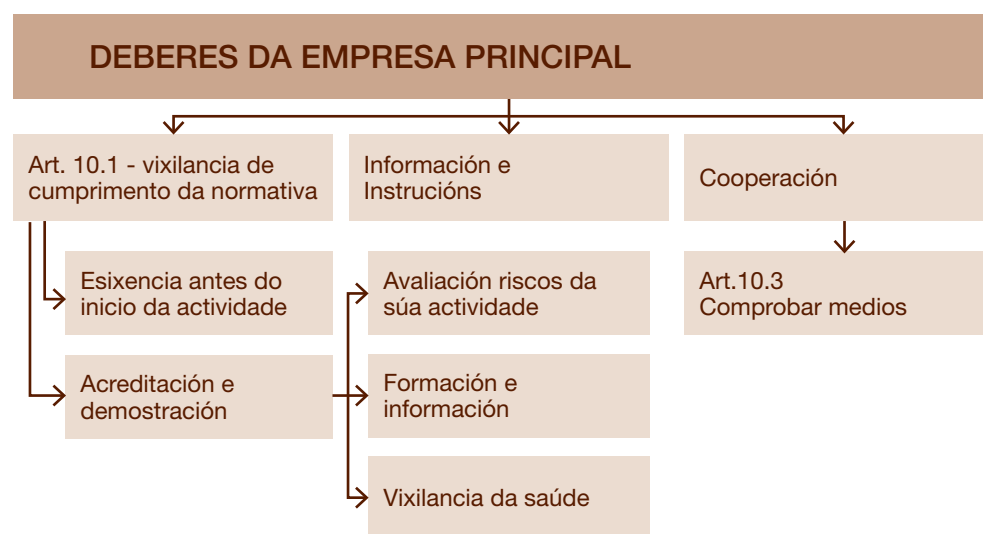 DEBERES DA EMPRESA PRINCIPAL
Art. 10.1 - vixilancia de
cumprimento da normativa
Información e
Instrucións
Cooperación
Esixencia antes do
inicio da actividade
Avaliación riscos da
súa actividade
Art.10.3
Comprobar medios
Acreditación e
demostración
Formación e
información
Vixilancia da saúde